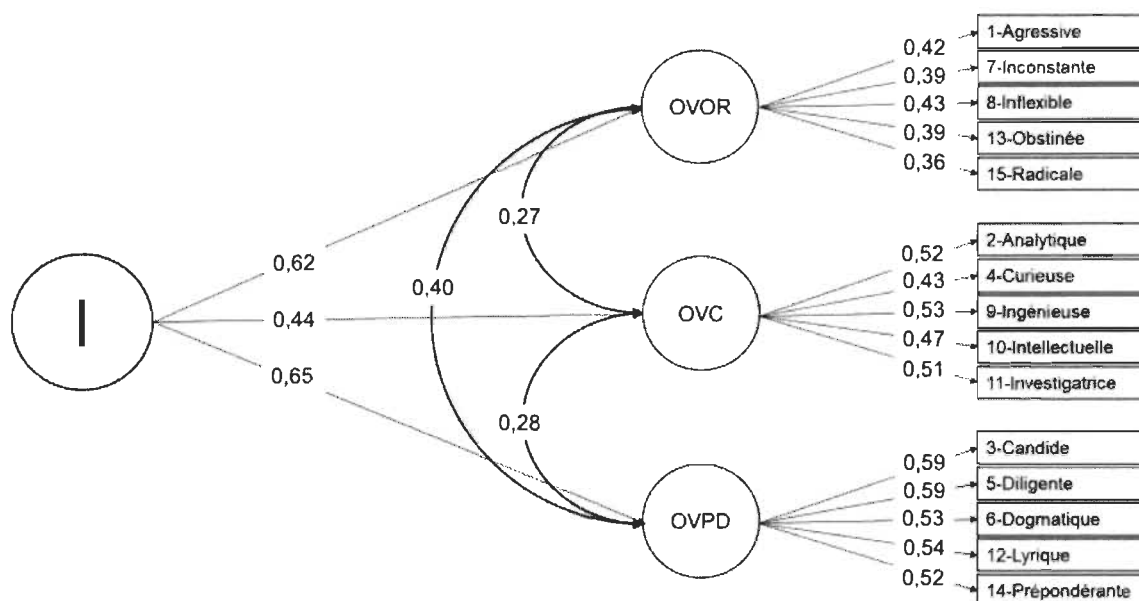 I
0,62
0,44
0,65
0,40
0,27
0,28
OVOR
0,42
0,39
0,43
0,39
0,36
1-Agressive
7-Inconstante
8-Inflexible
13-Obstinée
15-Radicale
OVC
0,52
0,43
0,53
0,47
0,51
2-Analytique
4-Curieuse
9-Ingénieuse
10-Intellectuelle
11-Investigatrice
OVPD
0,59
0,59
0,53
0,54
0,52
3-Candide
5-Diligente
6-Dogmatique
12-Lyrique
14-Prépondérante